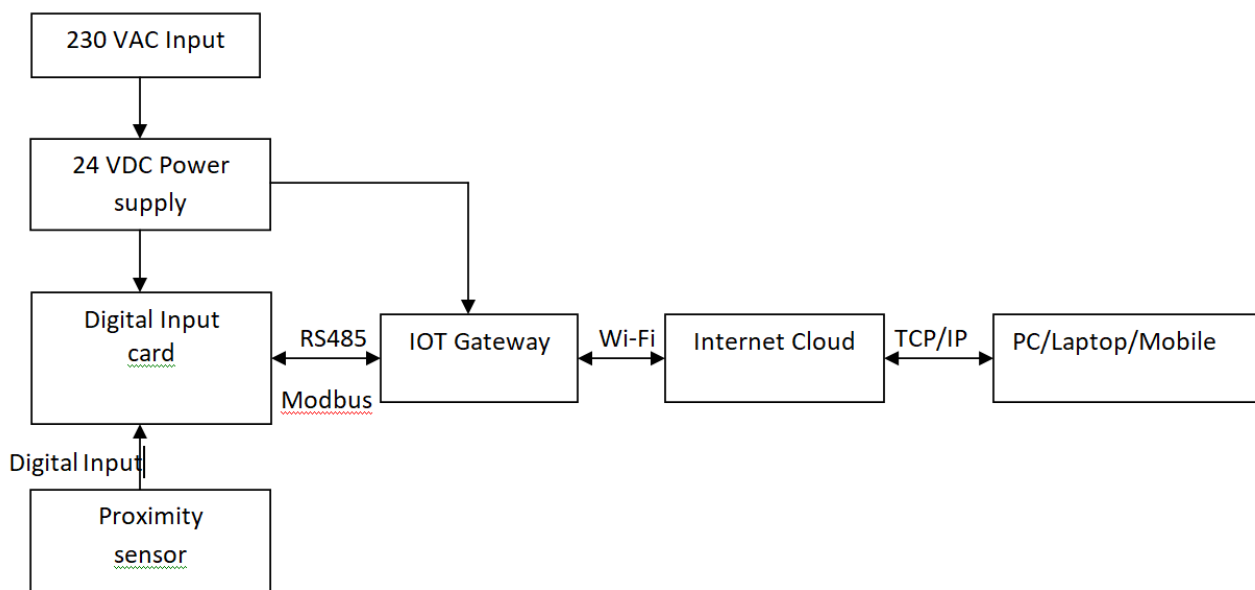 230 VAC Input
24 VDC Power
supply
Digital Input
card
RS485
Modbus
IOT Gateway
Wi-Fi
Internet Cloud
TCP/IP
PC/Laptop/Mobile
Digital Input
Proximity
sensor